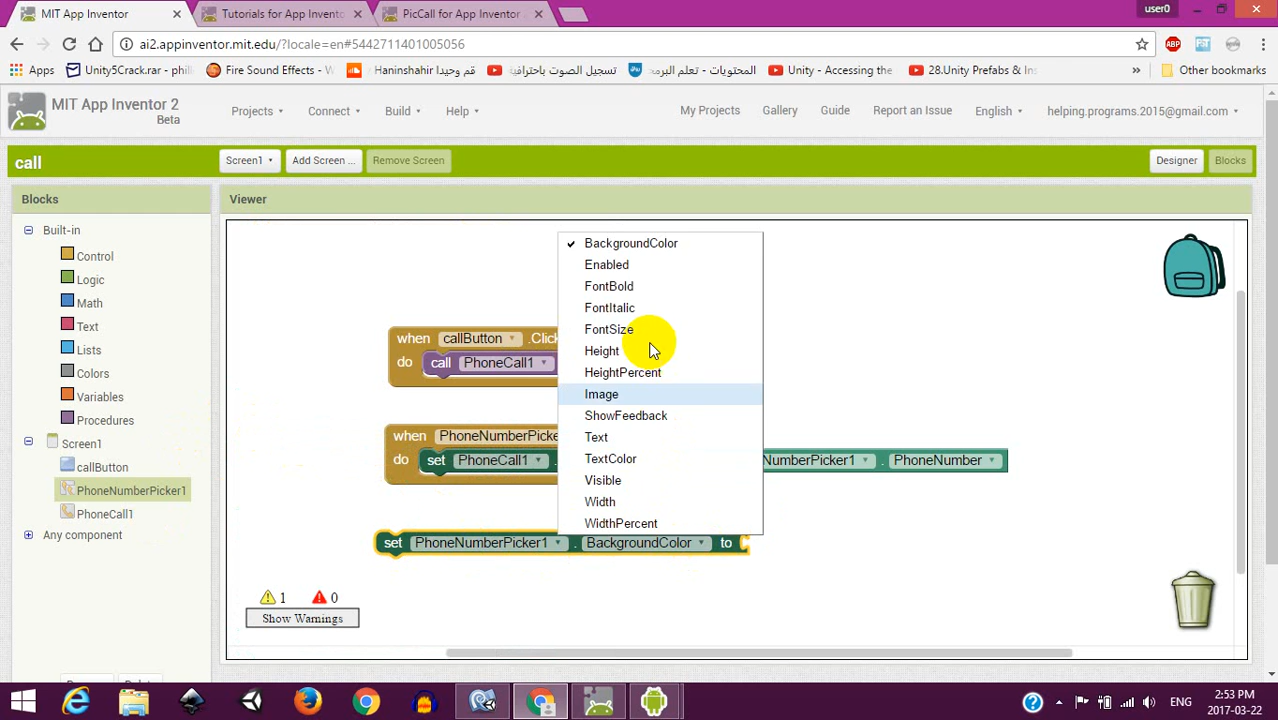 MIT App Inventor
Tutorials for App Invento
PicCall for App Inventor
user0
ai2.appinventor.mit.edu/?locale=en#5442711401005056
Apps
Unity5Crack.rar - phill
Fire Sound Effects - W
Haninshahir - قم وحيدا
تسجيل الصوت باحترافية
المحتويات - تعلم البرمج
Unity - Accessing the
28.Unity Prefabs & Ins
»
Other bookmarks
MIT App Inventor 2
Beta
Projects
Connect
Build
Help
My Projects
Gallery
Guide
Report an Issue
English
helping.programs.2015@gmail.com
call
Screen1
Add Screen ...
Remove Screen
Designer
Blocks
Blocks
Viewer
Built-in
Control
Logic
Math
Text
Lists
Colors
Variables
Procedures
Screen1
callButton
PhoneNumberPicker1
PhoneCall1
Any component
when callButton .Clic
do call PhoneCall1
when PhoneNumberPicke
do set PhoneCall1 .
NumberPicker1 . PhoneNumber
set PhoneNumberPicker1 . BackgroundColor to
BackgroundColor
Enabled
FontBold
FontItalic
FontSize
Height
HeightPercent
Image
ShowFeedback
Text
TextColor
Visible
Width
WidthPercent
1 0
Show Warnings
ENG
2:53 PM
2017-03-22